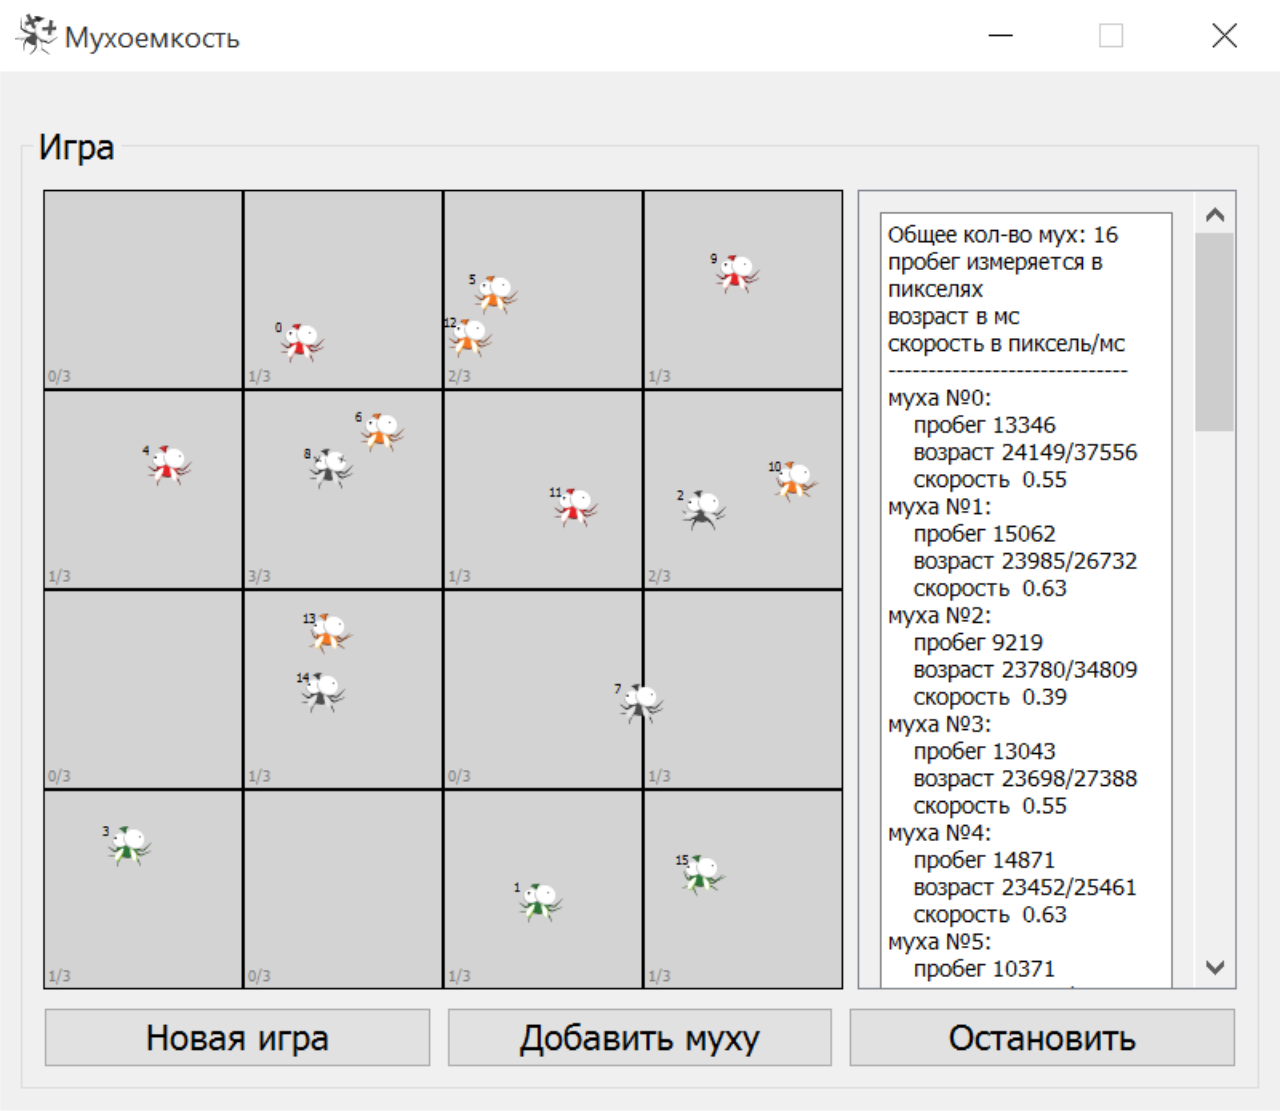 Мухоемкость
Игра
0/3
0
1/3
5
12
2/3
9
1/3
4
1/3
6
8
3/3
11
1/3
2
10
2/3
0/3
13
14
1/3
0/3
7
1/3
3
1/3
0/3
1
1/3
15
1/3
Общее кол-во мух: 16
пробег измеряется в
пикселях
возраст в мс
скорость в пиксель/мс
------------------------------
муха №0:
пробег 13346
возраст 24149/37556
скорость 0.55
муха №1:
пробег 15062
возраст 23985/26732
скорость 0.63
муха №2:
пробег 9219
возраст 23780/34809
скорость 0.39
муха №3:
пробег 13043
возраст 23698/27388
скорость 0.55
муха №4:
пробег 14871
возраст 23452/25461
скорость 0.63
муха №5:
пробег 10371
Новая игра
Добавить муху
Остановить